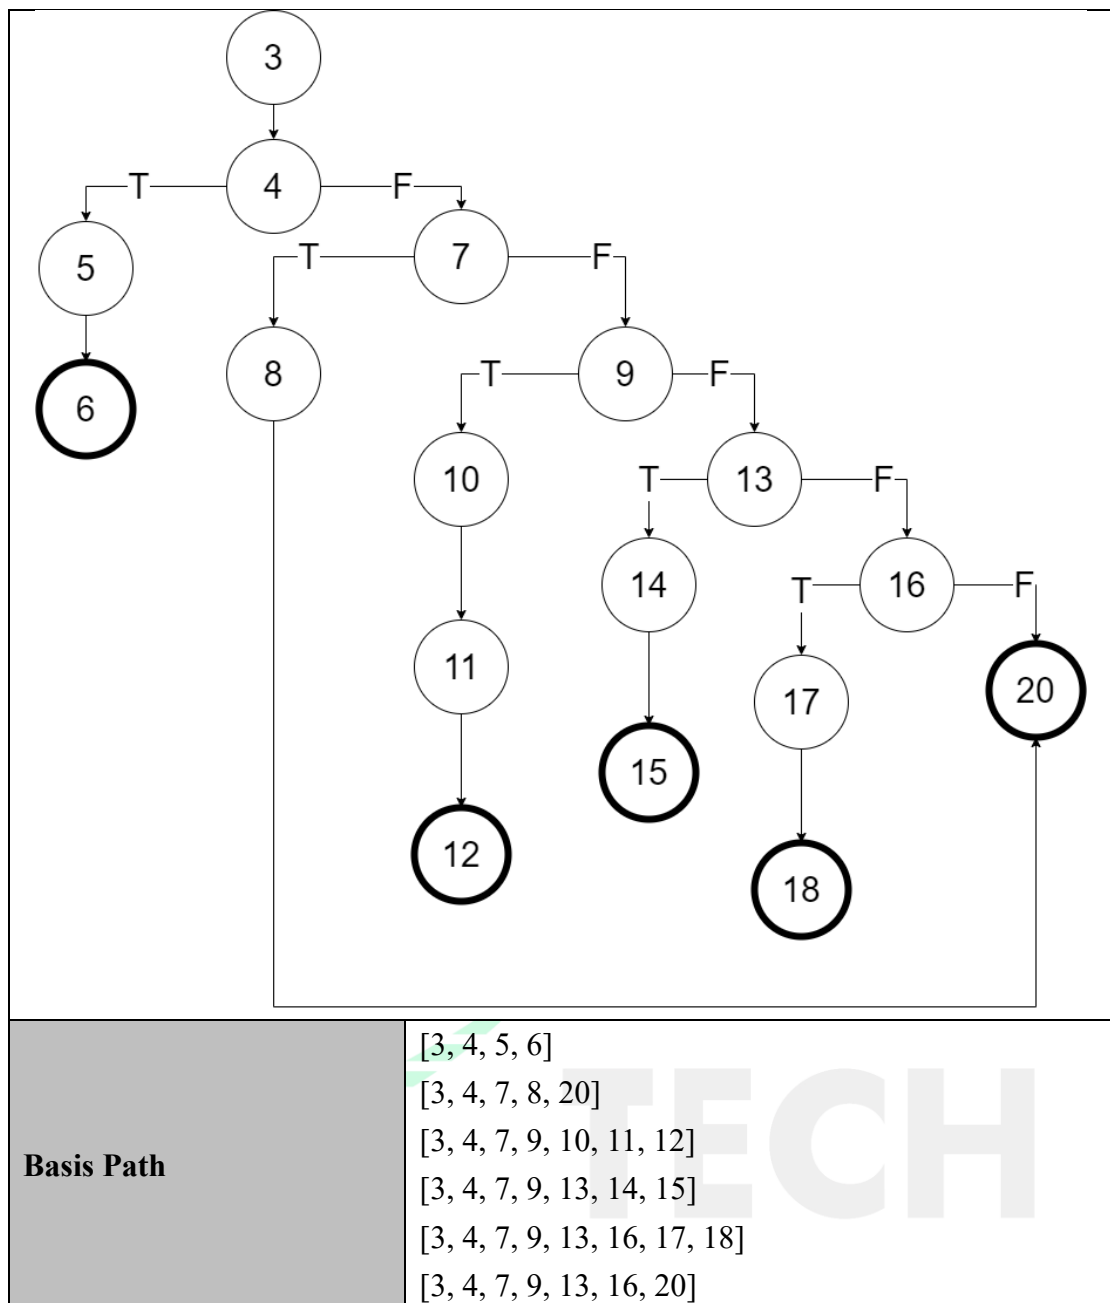 3
4
T
F
5
7
T
F
6
8
9
T
F
10
13
T
F
14
16
T
F
11
17
20
15
12
18
Basis Path
[3, 4, 5, 6]
[3, 4, 7, 8, 20]
[3, 4, 7, 9, 10, 11, 12]
[3, 4, 7, 9, 13, 14, 15]
[3, 4, 7, 9, 13, 16, 17, 18]
[3, 4, 7, 9, 13, 16, 20]
TECH